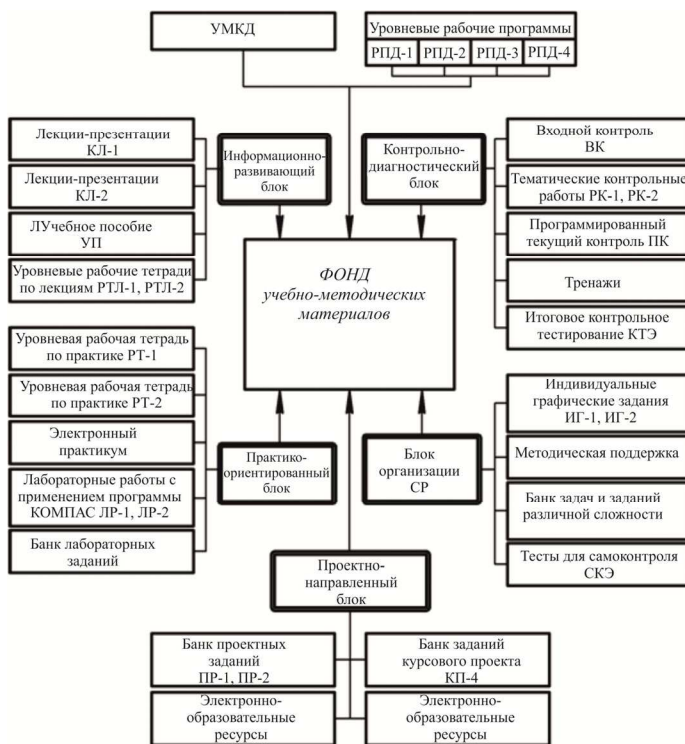 УМКД
Уровневые рабочие программы
РПД-1 РПД-2 РПД-3 РПД-4
Лекции-презентации
КЛ-1
Лекции-презентации
КЛ-2
ЛУчебное пособие
УП
Уровневые рабочие тетради
по лекциям РТЛ-1, РТЛ-2
Информационно-
развивающий
блок
Контрольно-
диагностический
блок
Входной контроль
ВК
Тематические контрольные
работы РК-1, РК-2
Программированный
текущий контроль ПК
Тренажи
Итоговое контрольное
тестирование КТЭ
ФОНД
учебно-методических
материалов
Уровневая рабочая тетрадь
по практике РТ-1
Уровневая рабочая тетрадь
по практике РТ-2
Электронный
практикум
Лабораторные работы с
применением программы
КОМПАС ЛР-1, ЛР-2
Банк лабораторных
заданий
Практико-
ориентированный
блок
Блок
организации
СР
Индивидуальные
графические задания
ИГ-1, ИГ-2
Методическая поддержка
Банк задач и заданий
различной сложности
Тесты для самоконтроля
СКЭ
Проектно-
направленный
блок
Банк проектных
заданий
ПР-1, ПР-2
Банк заданий
курсового проекта
КП-4
Электронно-
образовательные
ресурсы
Электронно-
образовательные
ресурсы